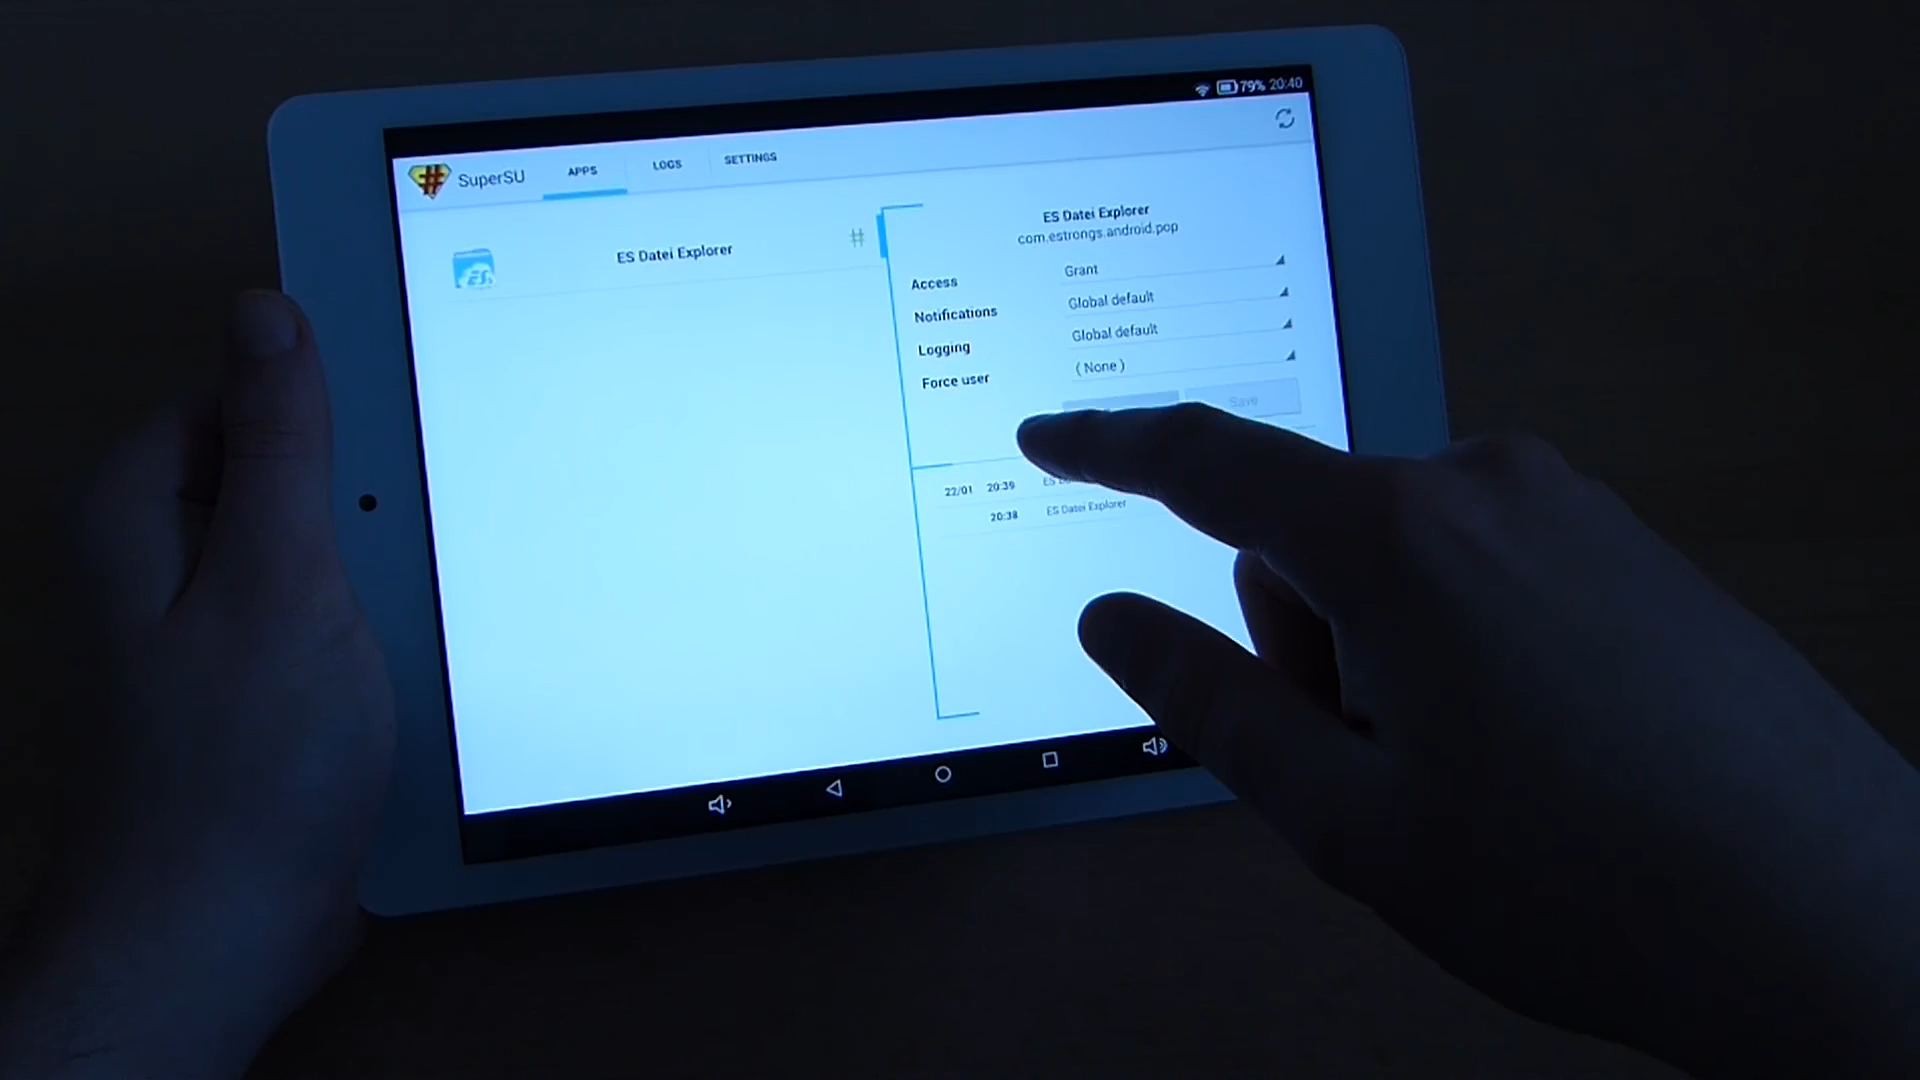 79% 20:40
SuperSU
APPS
LOGS
SETTINGS
ES Datei Explorer
ES Datei Explorer
com.estrongs.android.pop
Access
Grant
Notifications
Global default
Logging
Global default
Force user
( None )
Save
22/01 20:39 ES
20:38 ES Datei Explorer